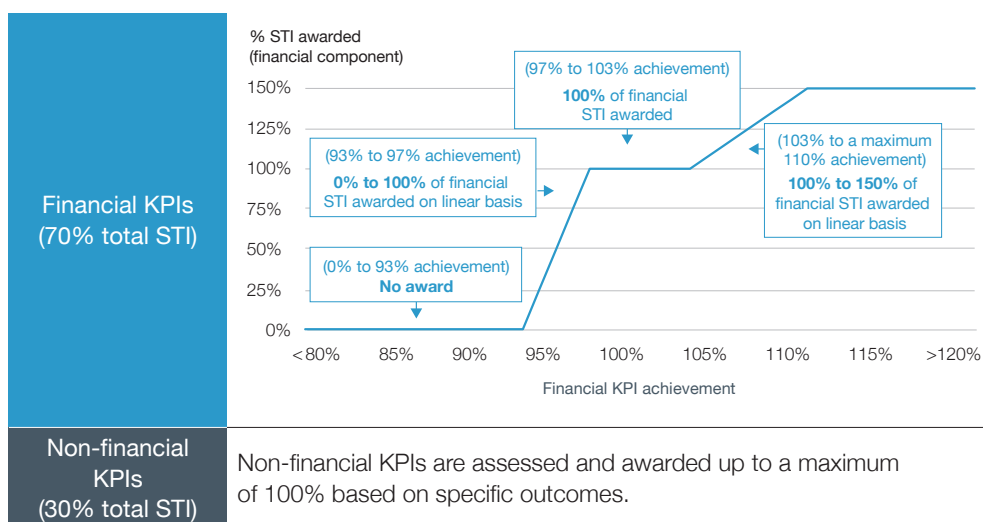 Financial KPIs
(70% total STI)
% STI awarded
(financial component)
150%
125%
100%
75%
50%
25%
0%
(97% to 103% achievement)
100% of financial
STI awarded
(93% to 97% achievement)
0% to 100% of financial
STI awarded on linear basis
(103% to a maximum
110% achievement)
100% to 150% of
financial STI awarded
on linear basis
(0% to 93% achievement)
No award
<80%
85%
90%
95%
100%
105%
110%
115%
>120%
Financial KPI achievement
Non-financial
KPIs
(30% total STI)
Non-financial KPIs are assessed and awarded up to a maximum
of 100% based on specific outcomes.